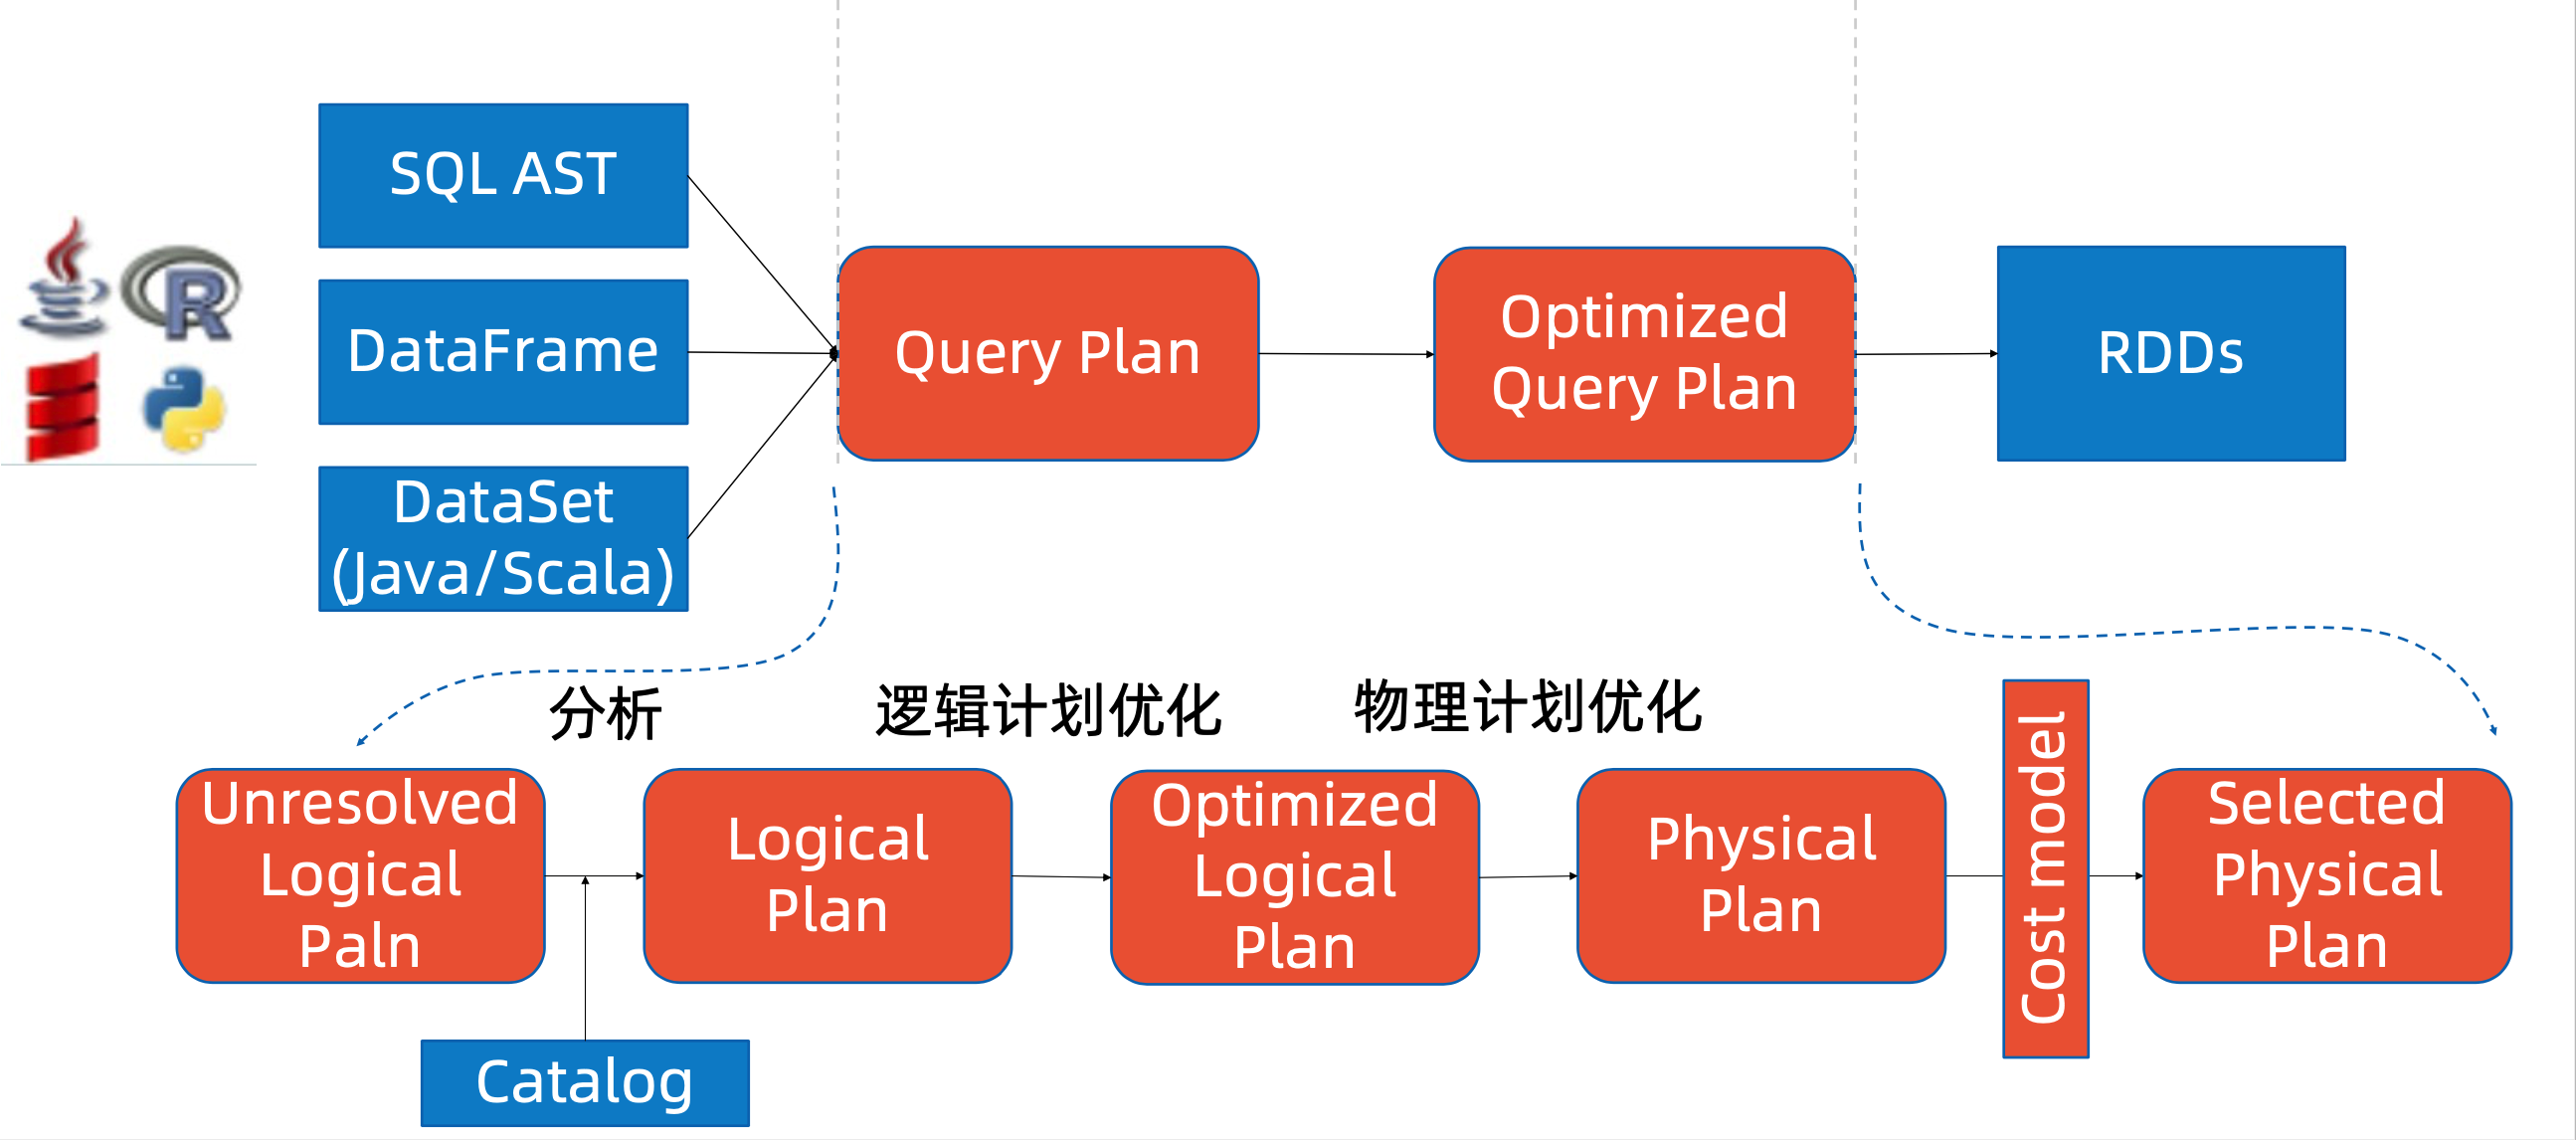 SQL AST
DataFrame
DataSet
(Java/Scala)
R
Query Plan
Optimized
Query Plan
RDDs
分析
逻辑计划优化
物理计划优化
Unresolved
Logical
Paln
Logical
Plan
Optimized
Logical
Plan
Physical
Plan
Cost model
Selected
Physical
Plan
Catalog